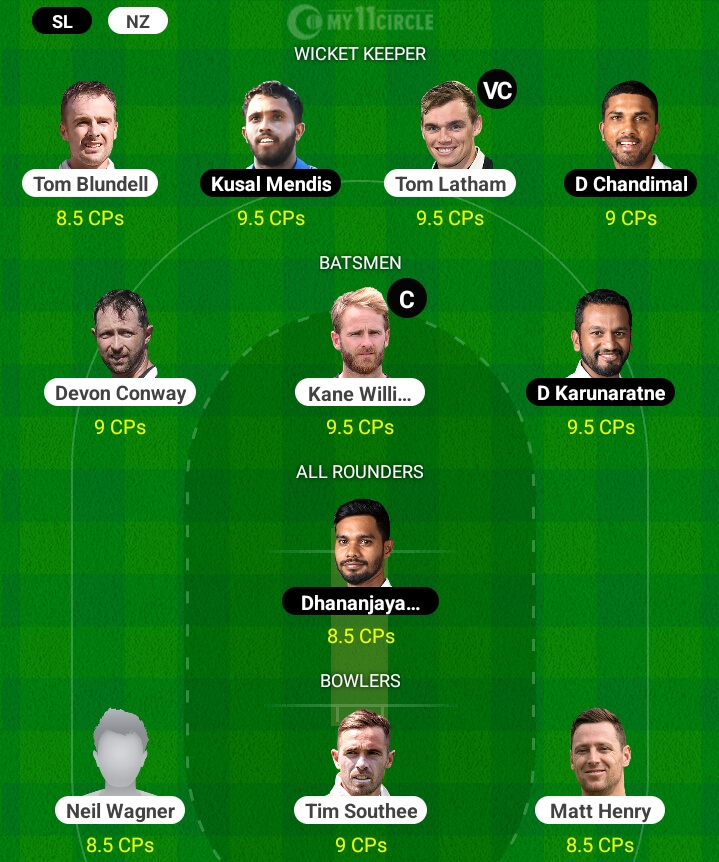 SL NZ
MY11CIRCLE
WICKET KEEPER
VC
Tom Blundell Kusal Mendis Tom Latham D Chandimal
8.5 CPs 9.5 CPs 9.5 CPs 9 CPs
BATSMEN
C
Devon Conway Kane Willi... D Karunaratne
9 CPs 9.5 CPs 9.5 CPs
ALL ROUNDERS
Dhananjaya...
8.5 CPs
BOWLERS
Neil Wagner Tim Southee Matt Henry
8.5 CPs 9 CPs 8.5 CPs